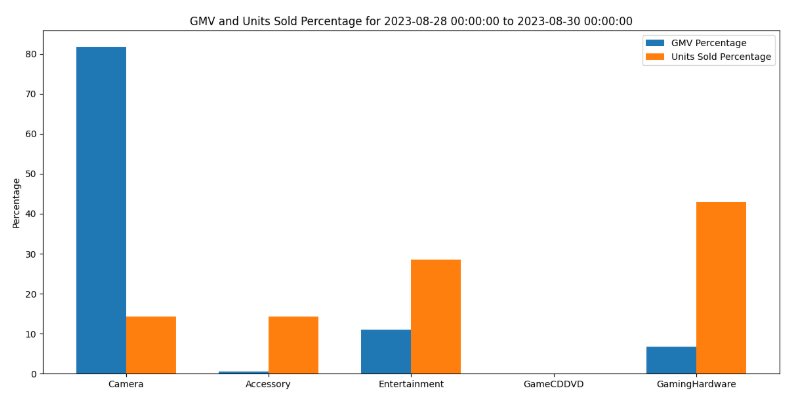 GMV and Units Sold Percentage for 2023-08-28 00:00:00 to 2023-08-30 00:00:00
GMV Percentage
Units Sold Percentage
Percentage
80
70
60
50
40
30
20
10
0
Camera
Accessory
Entertainment
GameCDDVD
GamingHardware